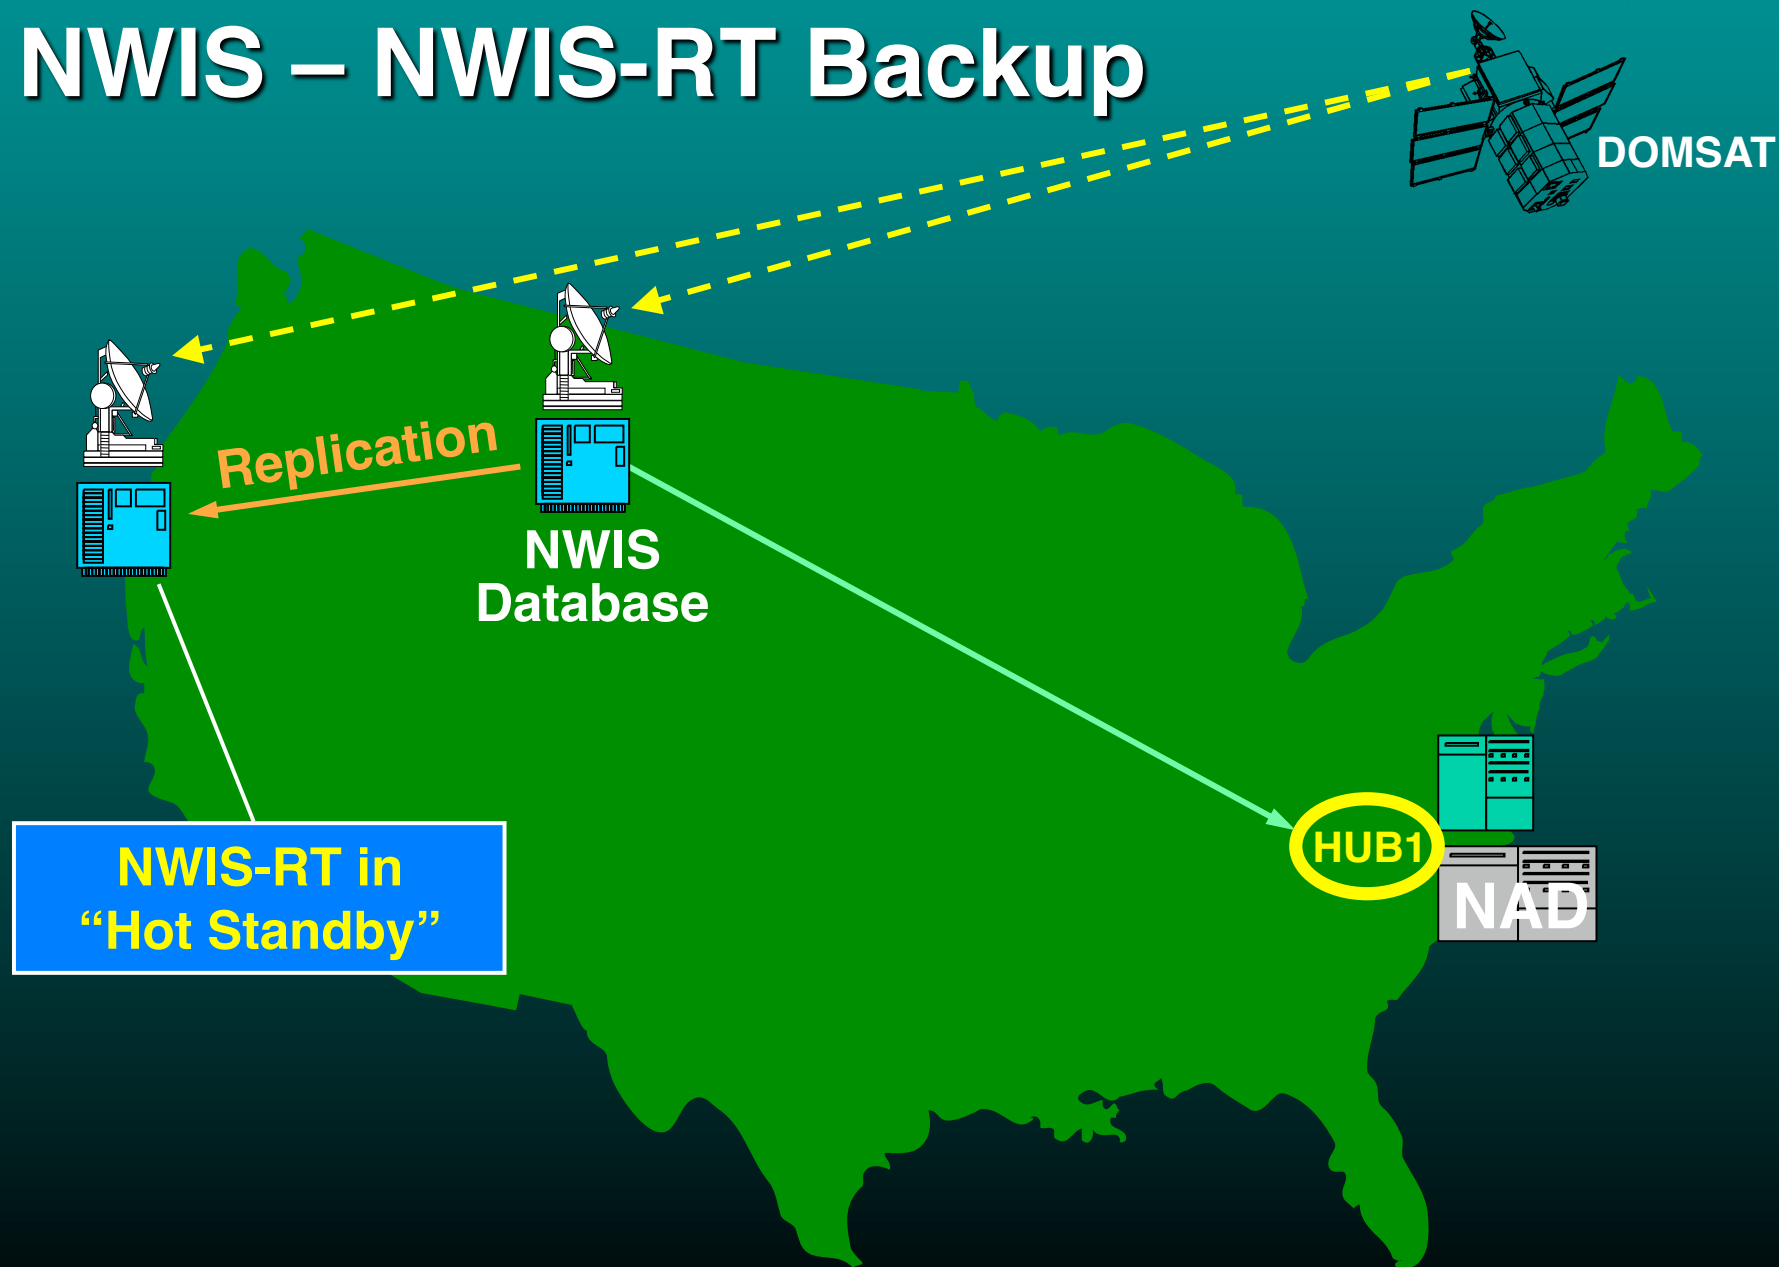 NWIS – NWIS-RT Backup
DOMSAT
Replication
NWIS
Database
HUB1
NAD
NWIS-RT in
“Hot Standby”